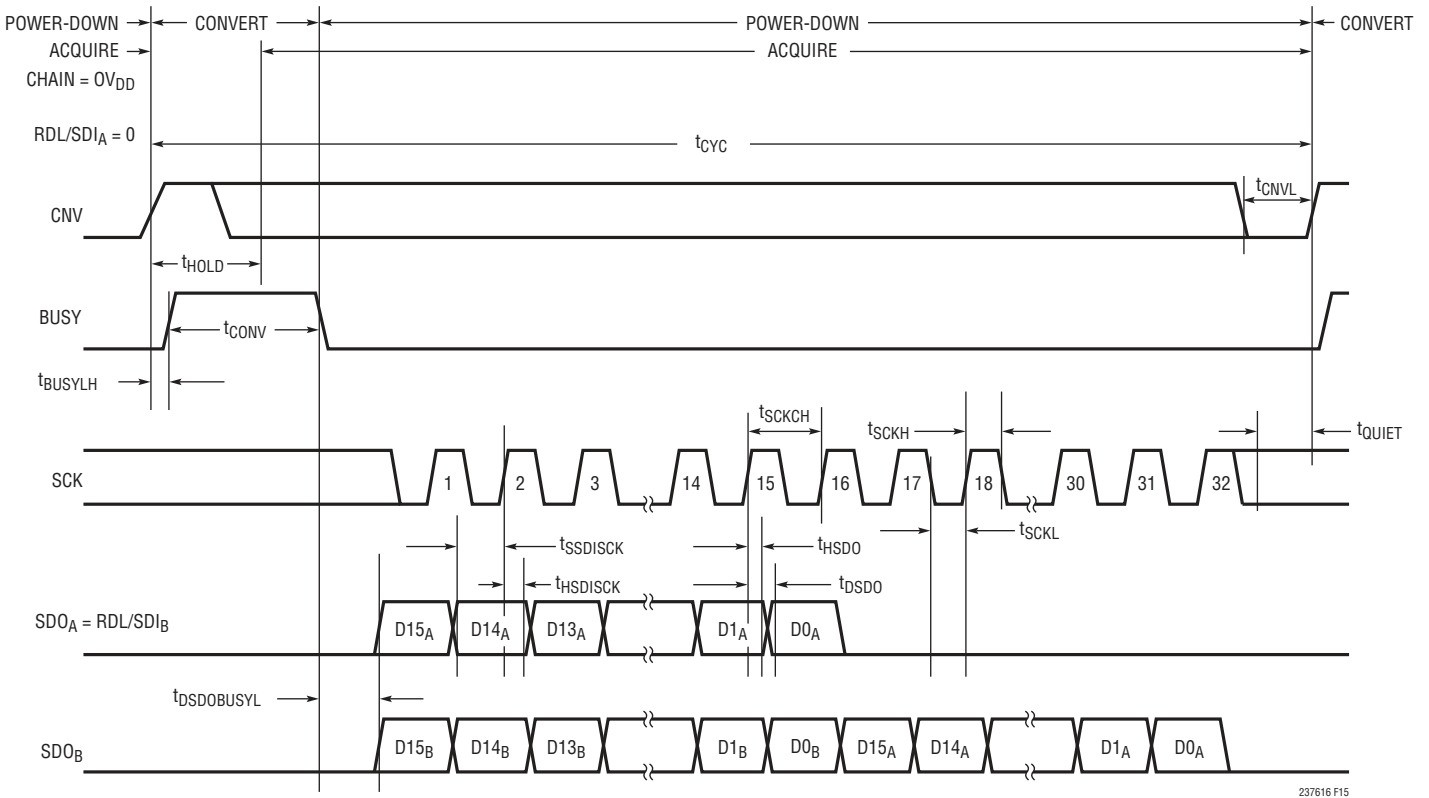 POWER-DOWN CONVERT POWER-DOWN CONVERT
ACQUIRE ACQUIRE
CHAIN = OVDD
RDL/SDIA = 0
tCYC
CNV
tCNVL
tHOLD
BUSY
tCONV
tBUSYLH
tSCKCH
tSCKH
tQUIET
SCK 1 2 3 14 15 16 17 18 30 31 32
tSCKL
tSSDISCK
tHSDO
tHSDISCK
tDSDO
SDOA = RDL/SDIB D15A D14A D13A D1A D0A
tDSDOBUSYL
SDOB D15B D14B D13B D1B D0B D15A D14A D1A D0A
237616 F15